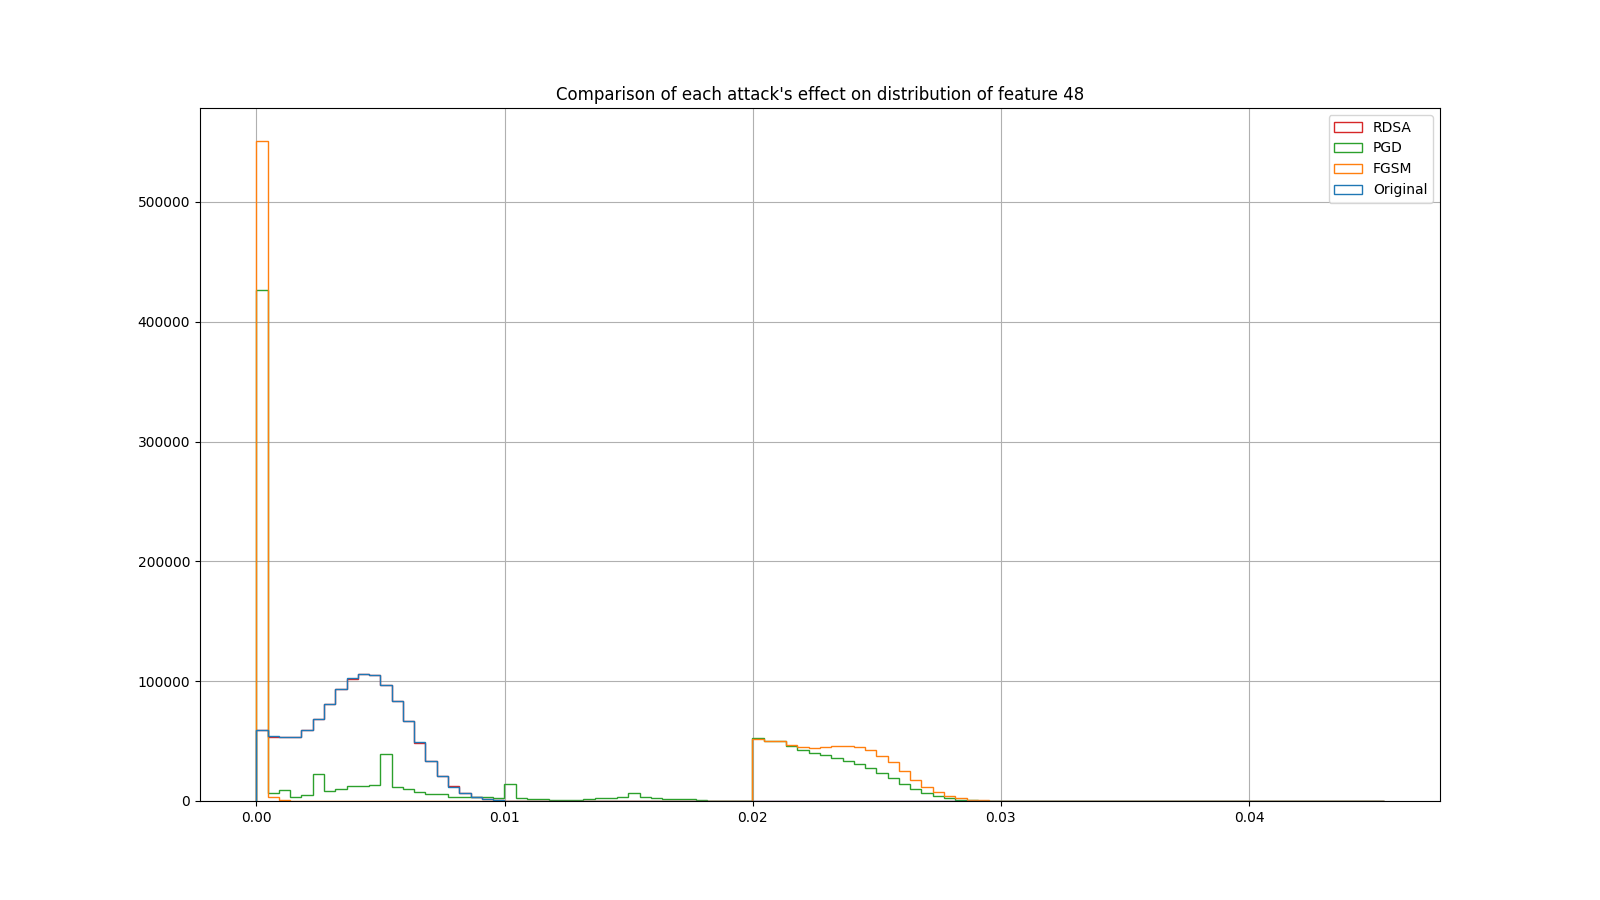 Comparison of each attack's effect on distribution of feature 48
RDSA
PGD
FGSM
Original
500000
400000
300000
200000
100000
0
0.00
0.01
0.02
0.03
0.04